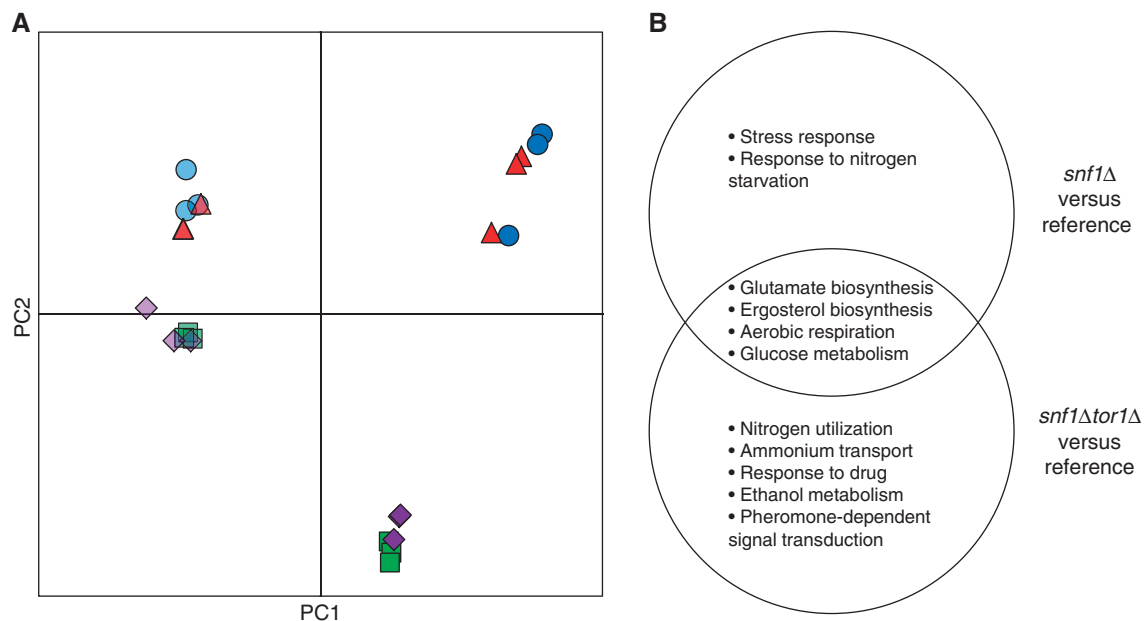 A
PC2
PC1
B
• Stress response
• Response to nitrogen
starvation
snf1Δ
versus
reference
• Glutamate biosynthesis
• Ergosterol biosynthesis
• Aerobic respiration
• Glucose metabolism
• Nitrogen utilization
• Ammonium transport
• Response to drug
• Ethanol metabolism
• Pheromone-dependent
signal transduction
snf1Δtor1Δ
versus
reference